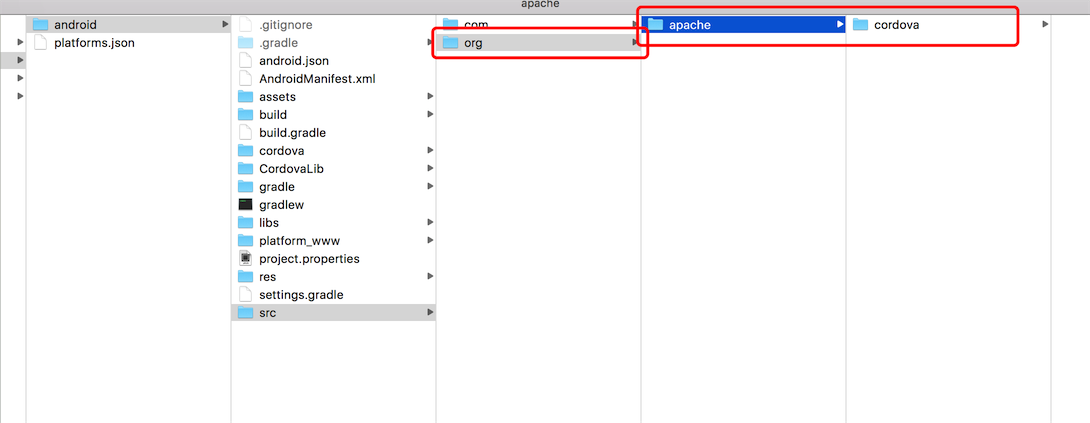 apache
android
platforms.json
.gitignore
.gradle
android.json
AndroidManifest.xml
assets
build
build.gradle
cordova
CordovaLib
gradle
gradlew
libs
platform_www
project.properties
res
settings.gradle
src
com
org
apache
cordova